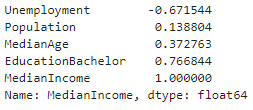 Unemployment -0.671544
Population 0.138804
MedianAge 0.372763
EducationBachelor 0.766844
MedianIncome 1.000000
Name: MedianIncome, dtype: float64